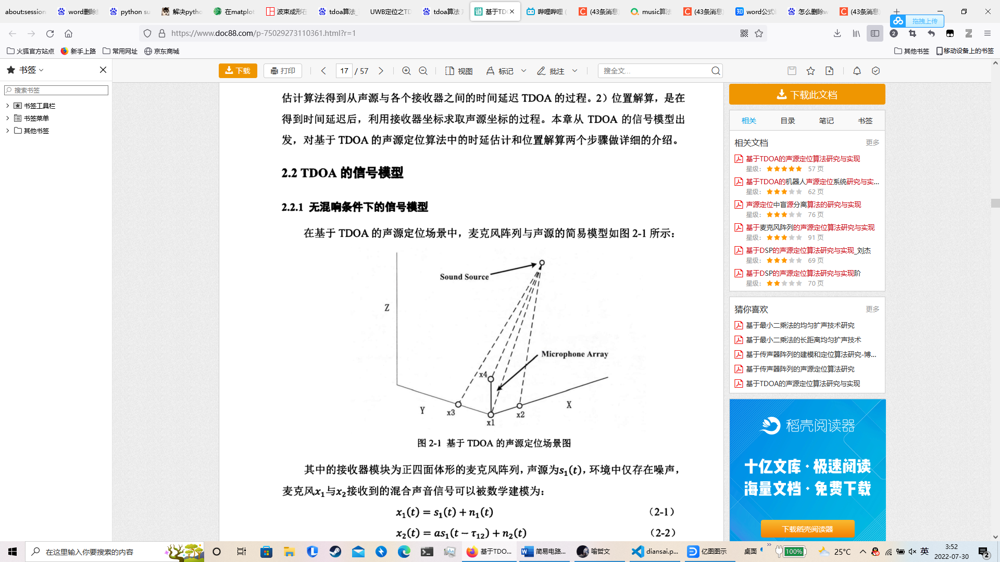 about:session
word删除
python su
解决pytho
在matplot
波束成形在
tdoa算法_
UWB定位之TD
tdoa算法
基于TDO
哔哩哔哩 (
(43条消息
music算法
(43条消息
word公式
怎么删除w
(43条消息
拖拽上传
https://www.doc88.com/p-75029273110361.html?r=1
2
火狐官方站点
新手上路
常用网址
京东商城
其他书签
移动设备上的书签
书签
搜索书签
书签工具栏
书签菜单
其他书签
下载
打印
17 / 57
视图
标记
批注
搜全文...
估计算法得到从声源与各个接收器之间的时间延迟 TDOA 的过程。2）位置解算，是在
得到时间延迟后，利用接收器坐标求取声源坐标的过程。本章从 TDOA 的信号模型出
发，对基于 TDOA 的声源定位算法中的时延估计和位置解算两个步骤做详细的介绍。
2.2 TDOA 的信号模型
2.2.1 无混响条件下的信号模型
在基于 TDOA 的声源定位场景中，麦克风阵列与声源的简易模型如图 2-1 所示：
Sound Source
Z
Microphone Array
x4
Y
x3
x1
x2
X
图 2-1 基于 TDOA 的声源定位场景图
其中的接收器模块为正四面体形的麦克风阵列，声源为s₁(t)，环境中仅存在噪声，
麦克风x₁与x₂接收到的混合声音信号可以被数学建模为：
x₁(t) = s₁(t) + n₁(t) （2-1）
x₂(t) = as₁(t − τ₁₂) + n₂(t) （2-2）
下载此文档
相关 目录 笔记 书签
相关文档 更多
基于TDOA的声源定位算法研究与实现
星级： 57 页
基于TDOA的机器人声源定位系统研究与实...
星级： 62 页
声源定位中盲源分离算法的研究与实现
星级： 76 页
基于麦克风阵列的声源定位算法研究与实现
星级： 91 页
基于DSP的声源定位算法研究与实现_刘杰
星级： 69 页
基于DSP的声源定位算法研究与实现阶
星级： 70 页
猜你喜欢 更多
基于最小二乘法的均匀扩声技术研究
基于最小二乘法的长距离均匀扩声技术
基于传声器阵列的建模和定位算法研究-博...
基于传声器阵列的声源定位算法研究
基于TDOA的声源定位算法研究与实现
稻壳阅读器
十亿文库·极速阅读
海量文档·免费下载
下载稻壳阅读器
在这里输入你要搜索的内容
基于TDO...
简易电路...
喻哲文
diansai.p...
亿图图示
桌面
100%
25°C
英
3:52
2022-07-30
2